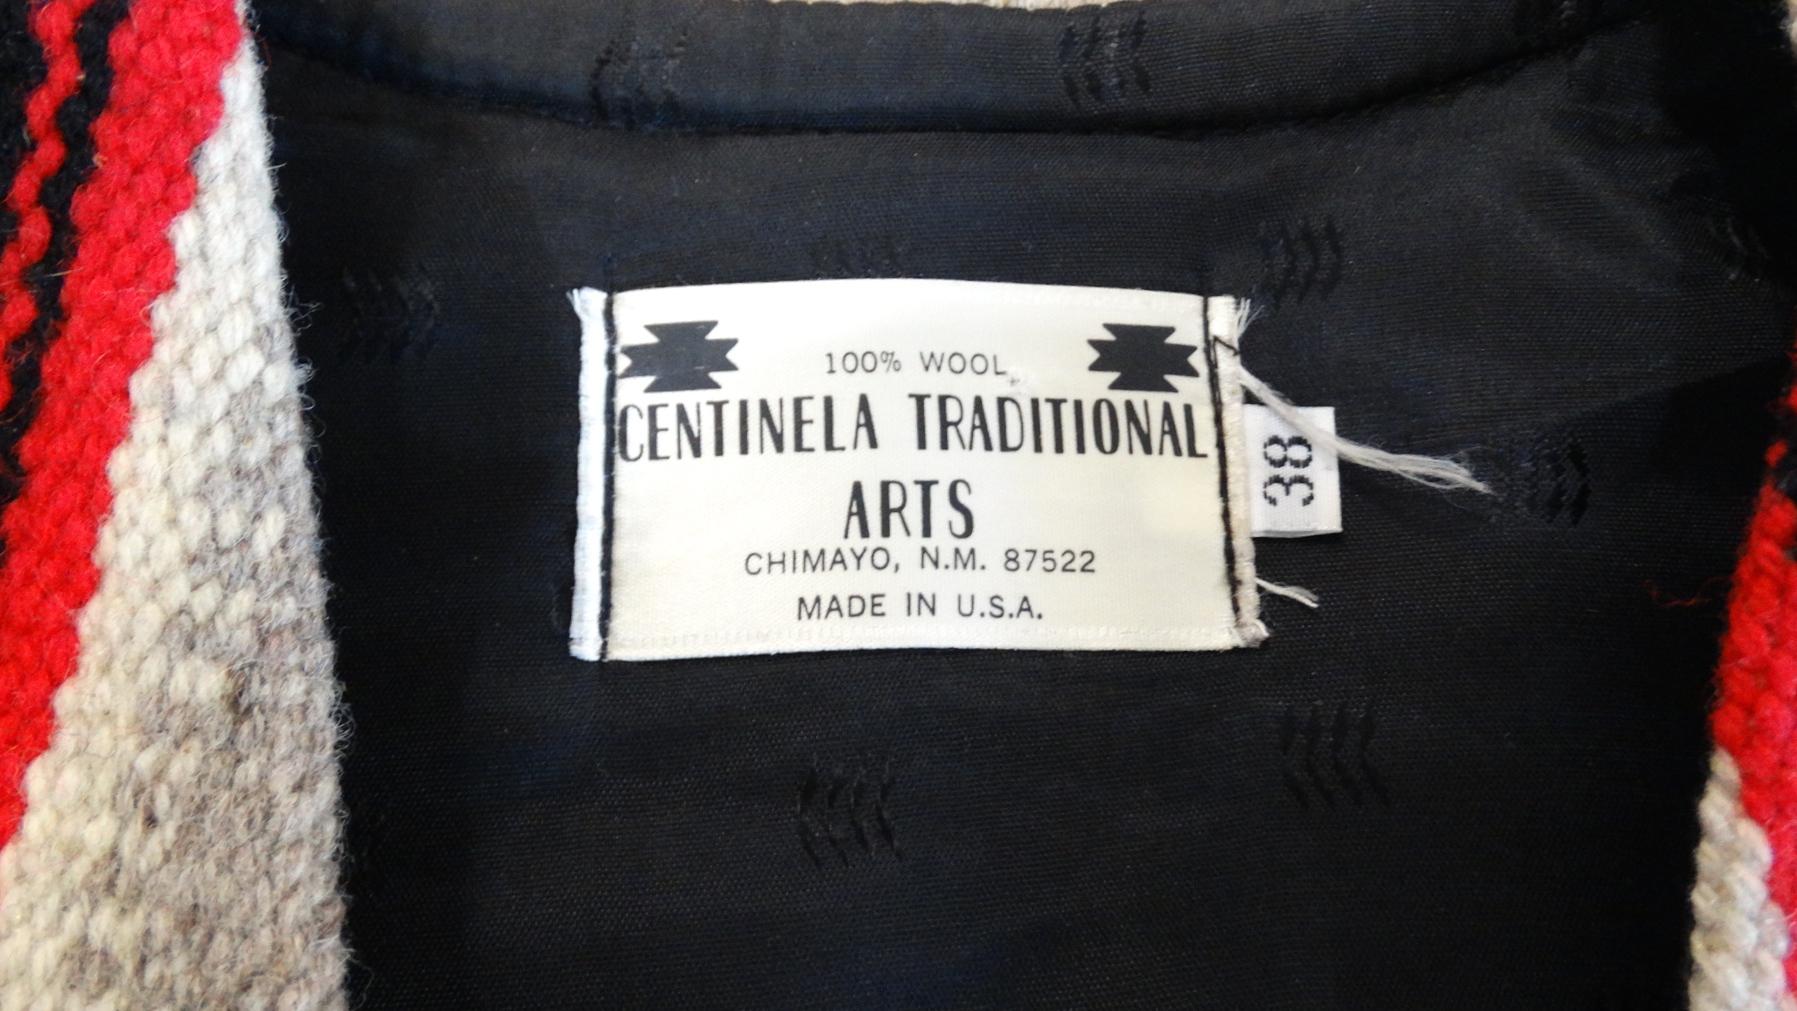 100% WOOL
CENTINELA TRADITIONAL
ARTS
CHIMAYO, N.M. 87522
MADE IN U.S.A.
38